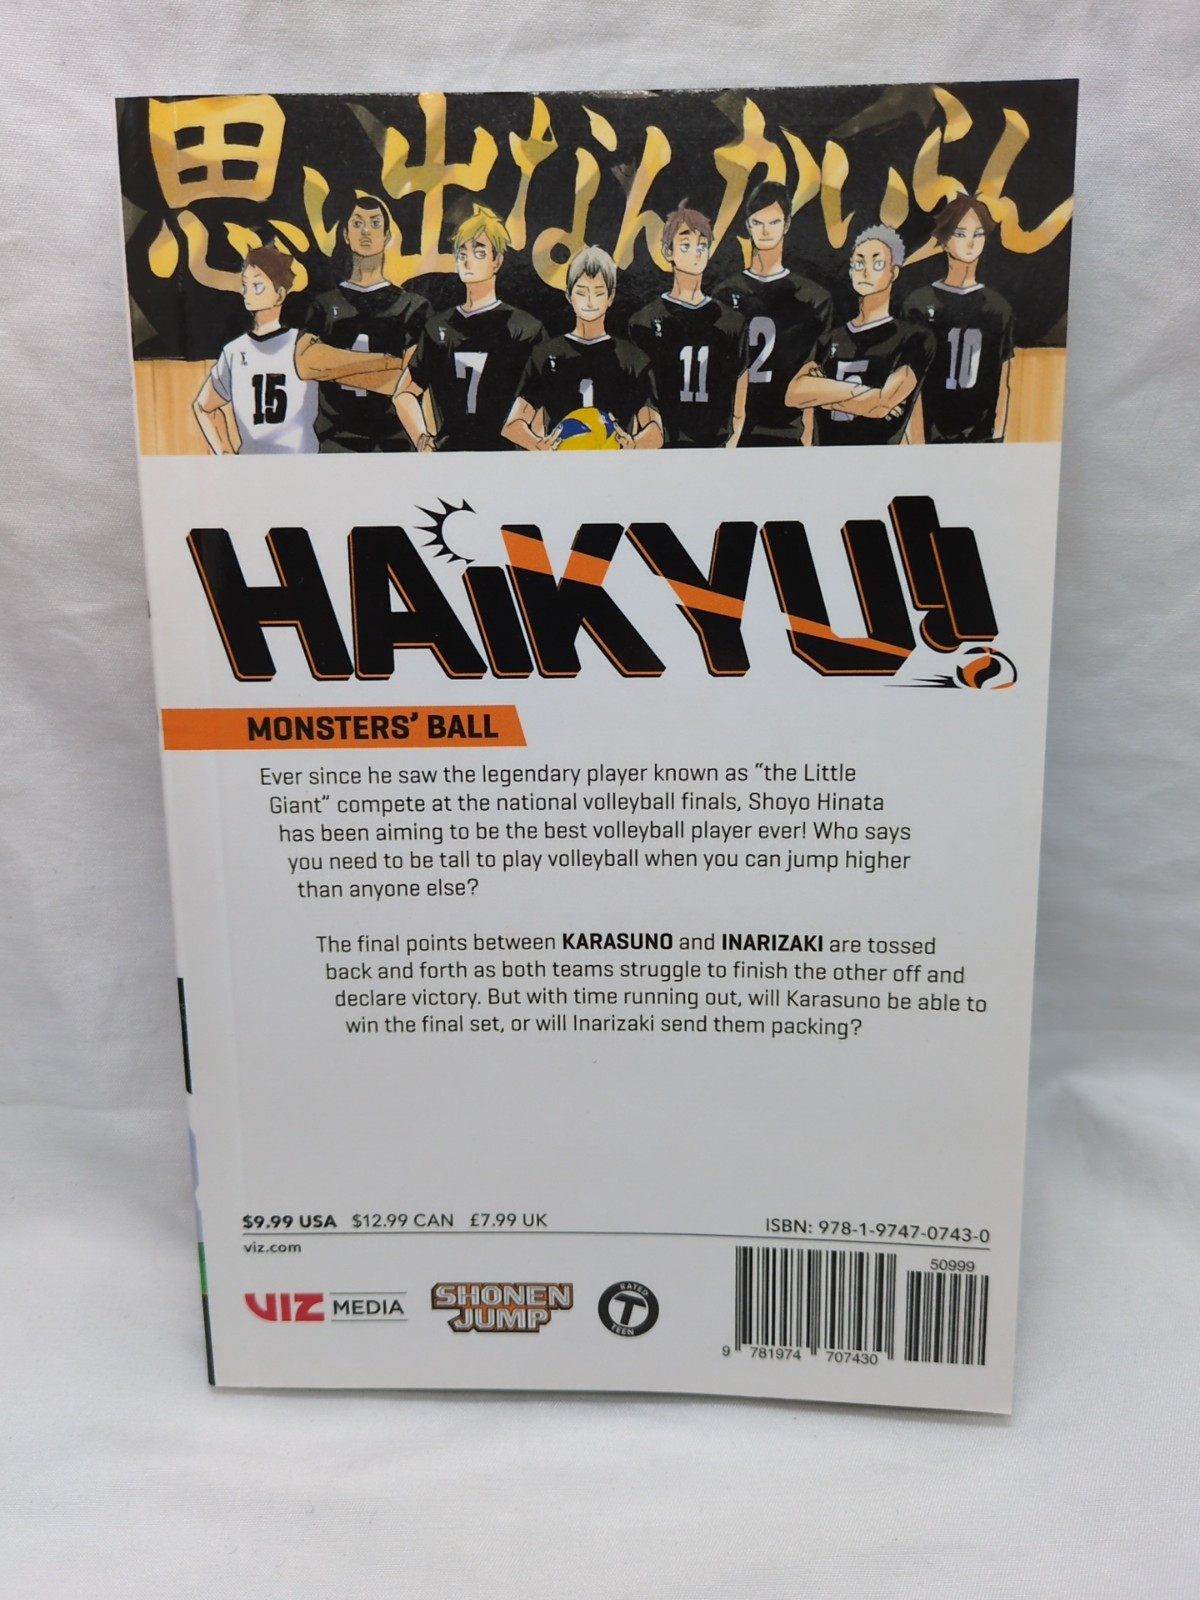 思い出なんかいらん
15
4
7
1
11
2
5
10
HAiKYU!!
MONSTERS' BALL
Ever since he saw the legendary player known as "the Little
Giant" compete at the national volleyball finals, Shoyo Hinata
has been aiming to be the best volleyball player ever! Who says
you need to be tall to play volleyball when you can jump higher
than anyone else?
The final points between KARASUNO and INARIZAKI are tossed
back and forth as both teams struggle to finish the other off and
declare victory. But with time running out, will Karasuno be able to
win the final set, or will Inarizaki send them packing?
$9.99 USA $12.99 CAN £7.99 UK
ISBN: 978-1-9747-0743-0
viz.com
50999
VIZ MEDIA
SHONEN
JUMP
RATED
T
TEEN
9 781974 707430